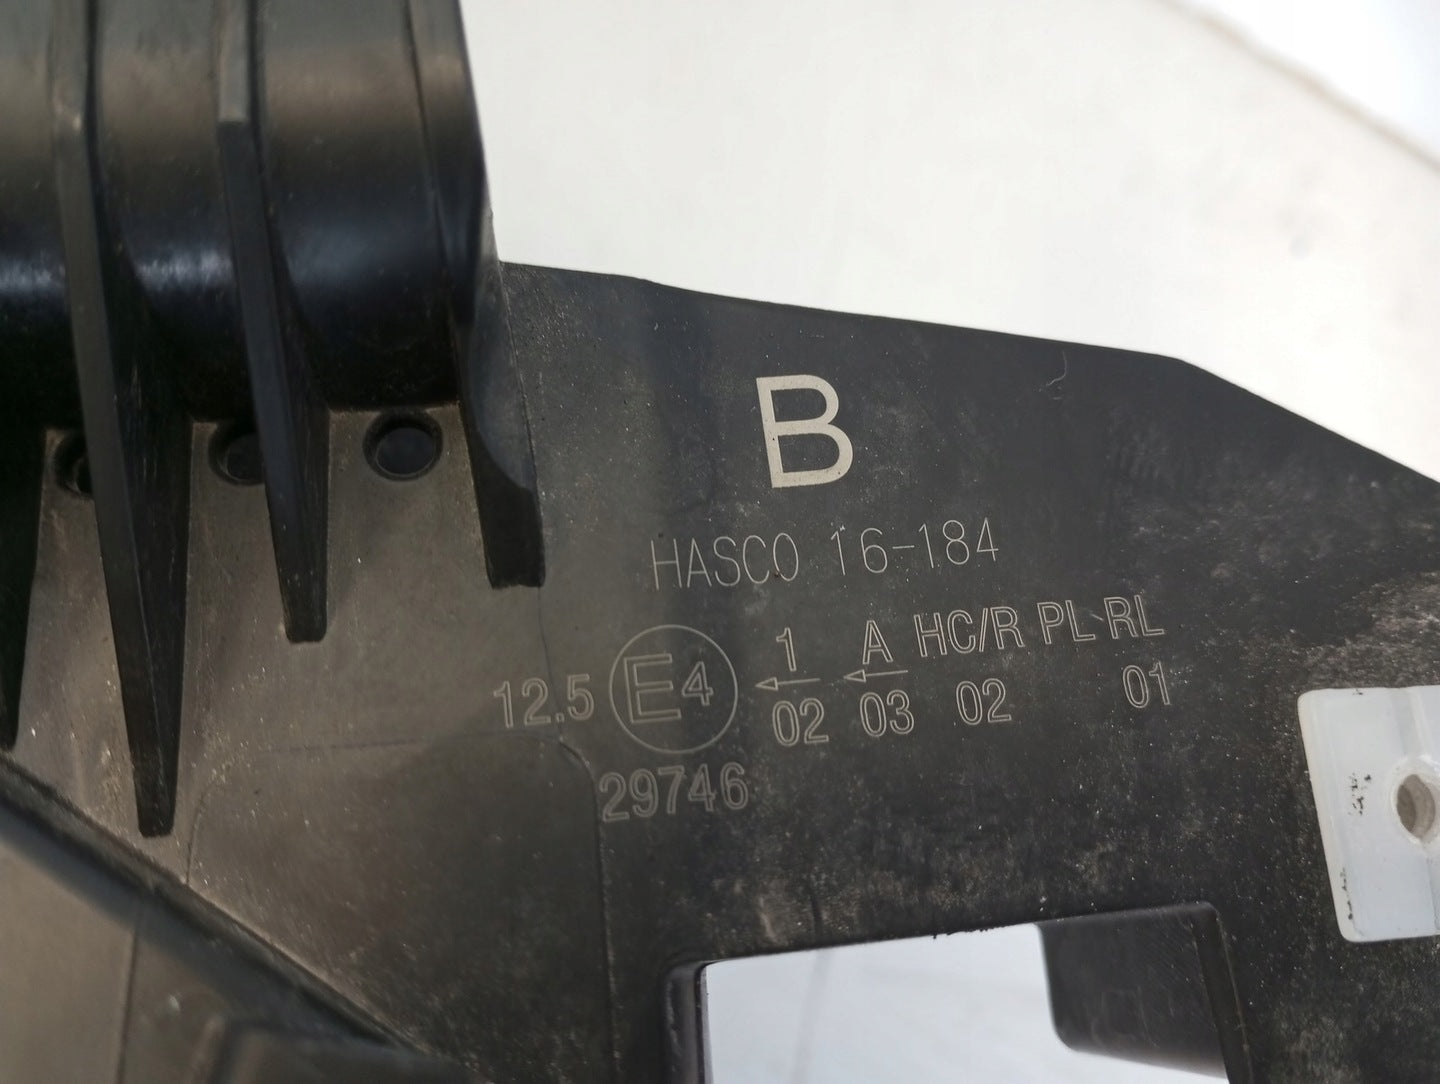 B
HASCO 16-184
1 A HC/R PL RL
12.5 E4 ← ←
02 03 02 01
29746